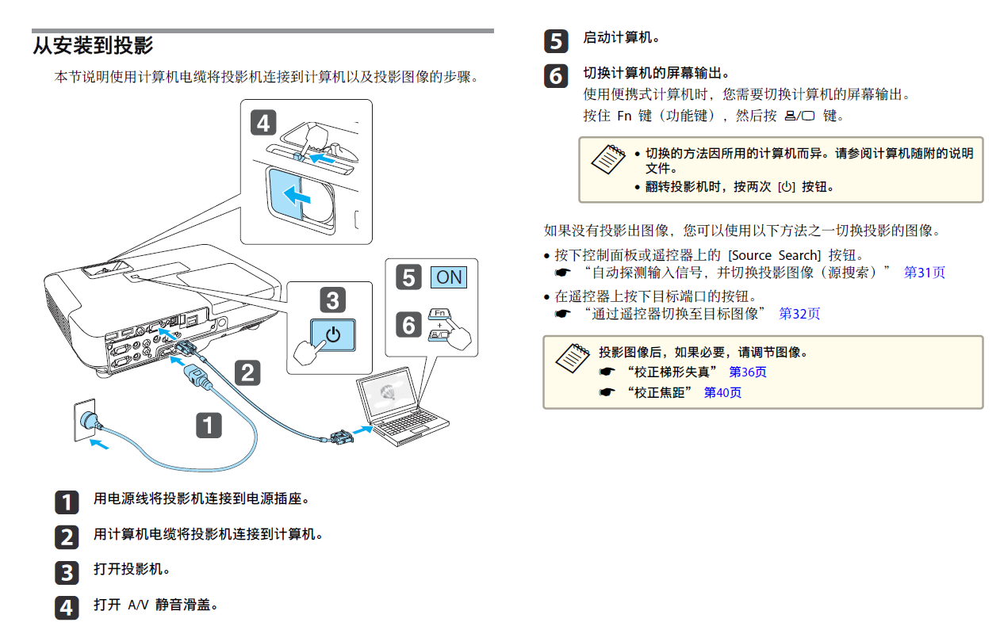 从安装到投影
本节说明使用计算机电缆将投影机连接到计算机以及投影图像的步骤。
4
3
5 ON
6 Fn
+
2
1
1 用电源线将投影机连接到电源插座。
2 用计算机电缆将投影机连接到计算机。
3 打开投影机。
4 打开 A/V 静音滑盖。
5 启动计算机。
6 切换计算机的屏幕输出。
使用便携式计算机时，您需要切换计算机的屏幕输出。
按住 Fn 键（功能键），然后按 / 键。
• 切换的方法因所用的计算机而异。请参阅计算机随附的说明
文件。
• 翻转投影机时，按两次 [⏻] 按钮。
如果没有投影出图像，您可以使用以下方法之一切换投影的图像。
• 按下控制面板或遥控器上的 [Source Search] 按钮。
☛ “自动探测输入信号，并切换投影图像（源搜索）” 第31页
• 在遥控器上按下目标端口的按钮。
☛ “通过遥控器切换至目标图像” 第32页
投影图像后，如果必要，请调节图像。
☛ “校正梯形失真” 第36页
☛ “校正焦距” 第40页